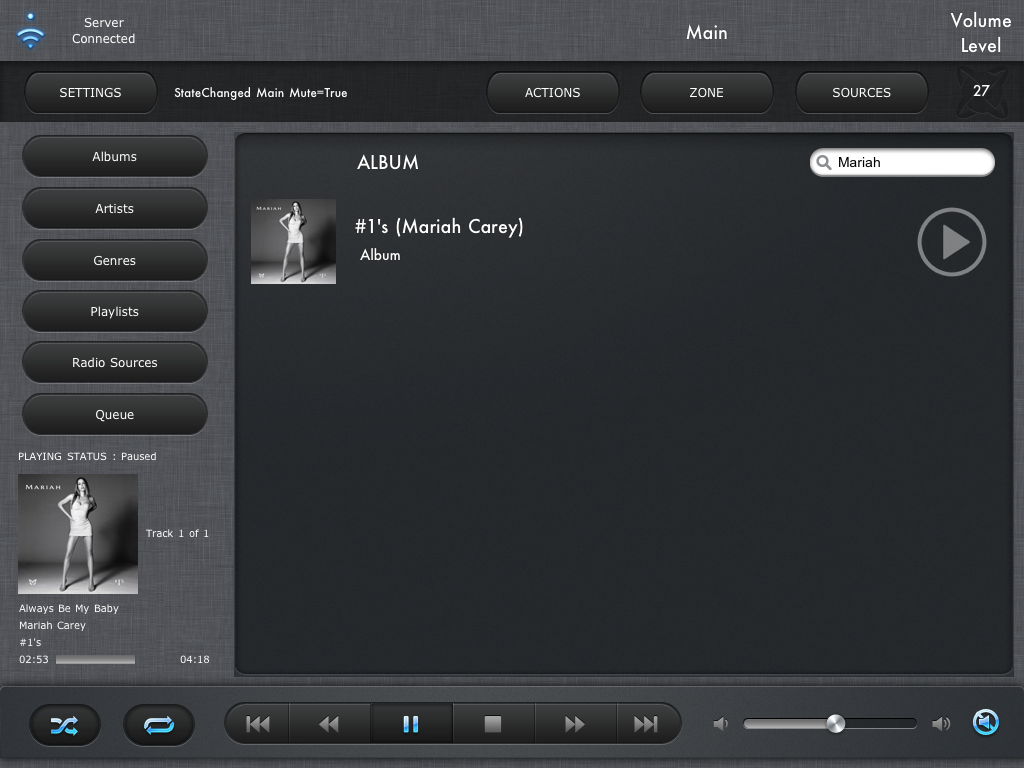 Server
Connected
Main
Volume
Level
SETTINGS
StateChanged Main Mute=True
ACTIONS
ZONE
SOURCES
27
Albums
Artists
Genres
Playlists
Radio Sources
Queue
ALBUM
Mariah
MARIAH
#1's (Mariah Carey)
Album
PLAYING STATUS : Paused
MARIAH
Track 1 of 1
Always Be My Baby
Mariah Carey
#1's
02:53
04:18